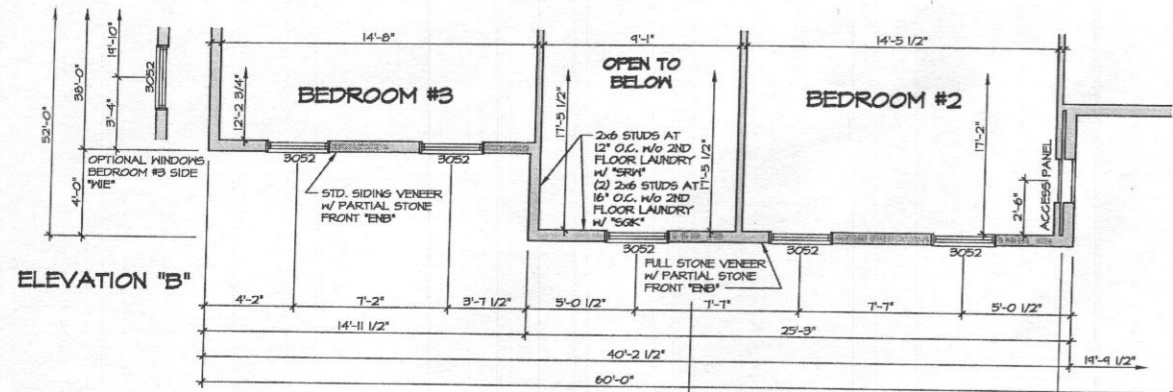 14'-8"
9'-1"
14'-5 1/2"
52'-0"
38'-0"
19'-10"
3052
3'-4"
4'-0"
12'-2 3/4"
BEDROOM #3
OPEN TO
BELOW
17'-5 1/2"
17'-5 1/2"
BEDROOM #2
17'-2"
2'-6"
ACCESS PANEL
OPTIONAL WINDOWS
BEDROOM #3 SIDE
"WIE"
3052
3052
STD. SIDING VENEER
W/ PARTIAL STONE
FRONT "ENB"
2x6 STUDS AT
12" O.C. W/O 2ND
FLOOR LAUNDRY
W/ "SRW"
(2) 2x6 STUDS AT
16" O.C. W/O 2ND
FLOOR LAUNDRY
W/ "SGK"
3052
3052
3052
FULL STONE VENEER
W/ PARTIAL STONE
FRONT "ENB"
ELEVATION "B"
4'-2"
7'-2"
3'-7 1/2"
5'-0 1/2"
7'-7"
7'-7"
5'-0 1/2"
14'-11 1/2"
25'-3"
40'-2 1/2"
19'-9 1/2"
60'-0"